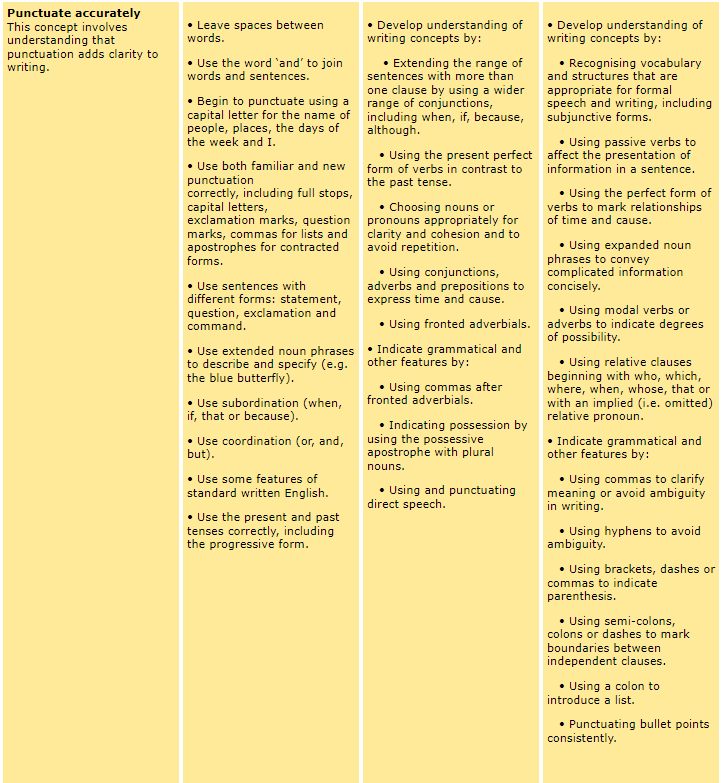 Punctuate accurately
This concept involves
understanding that
punctuation adds clarity to
writing.
• Leave spaces between
words.
• Use the word ‘and’ to join
words and sentences.
• Begin to punctuate using a
capital letter for the name of
people, places, the days of
the week and I.
• Use both familiar and new
punctuation
correctly, including full stops,
capital letters,
exclamation marks, question
marks, commas for lists and
apostrophes for contracted
forms.
• Use sentences with
different forms: statement,
question, exclamation and
command.
• Use extended noun phrases
to describe and specify (e.g.
the blue butterfly).
• Use subordination (when,
if, that or because).
• Use coordination (or, and,
but).
• Use some features of
standard written English.
• Use the present and past
tenses correctly, including
the progressive form.
• Develop understanding of
writing concepts by:
• Extending the range of
sentences with more than
one clause by using a wider
range of conjunctions,
including when, if, because,
although.
• Using the present perfect
form of verbs in contrast to
the past tense.
• Choosing nouns or
pronouns appropriately for
clarity and cohesion and to
avoid repetition.
• Using conjunctions,
adverbs and prepositions to
express time and cause.
• Using fronted adverbials.
• Indicate grammatical and
other features by:
• Using commas after
fronted adverbials.
• Indicating possession by
using the possessive
apostrophe with plural
nouns.
• Using and punctuating
direct speech.
• Develop understanding of
writing concepts by:
• Recognising vocabulary
and structures that are
appropriate for formal
speech and writing, including
subjunctive forms.
• Using passive verbs to
affect the presentation of
information in a sentence.
• Using the perfect form of
verbs to mark relationships
of time and cause.
• Using expanded noun
phrases to convey
complicated information
concisely.
• Using modal verbs or
adverbs to indicate degrees
of possibility.
• Using relative clauses
beginning with who, which,
where, when, whose, that or
with an implied (i.e. omitted)
relative pronoun.
• Indicate grammatical and
other features by:
• Using commas to clarify
meaning or avoid ambiguity
in writing.
• Using hyphens to avoid
ambiguity.
• Using brackets, dashes or
commas to indicate
parenthesis.
• Using semi-colons,
colons or dashes to mark
boundaries between
independent clauses.
• Using a colon to
introduce a list.
• Punctuating bullet points
consistently.